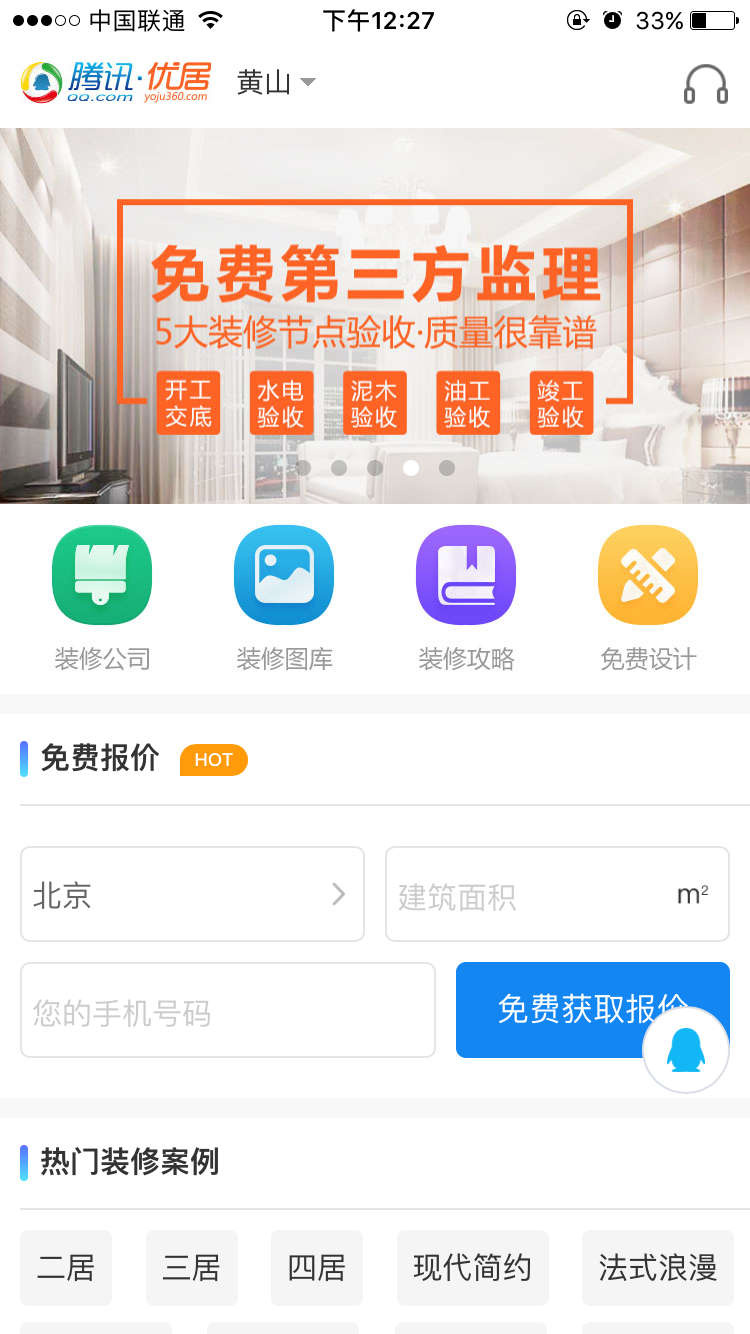 中国联通
下午12:27
33%
腾讯·优居
QQ.com yoju360.com
黄山
免费第三方监理
5大装修节点验收·质量很靠谱
开工交底
水电验收
泥木验收
油工验收
竣工验收
装修公司
装修图库
装修攻略
免费设计
免费报价
HOT
北京
建筑面积
m²
您的手机号码
免费获取报价
热门装修案例
二居
三居
四居
现代简约
法式浪漫